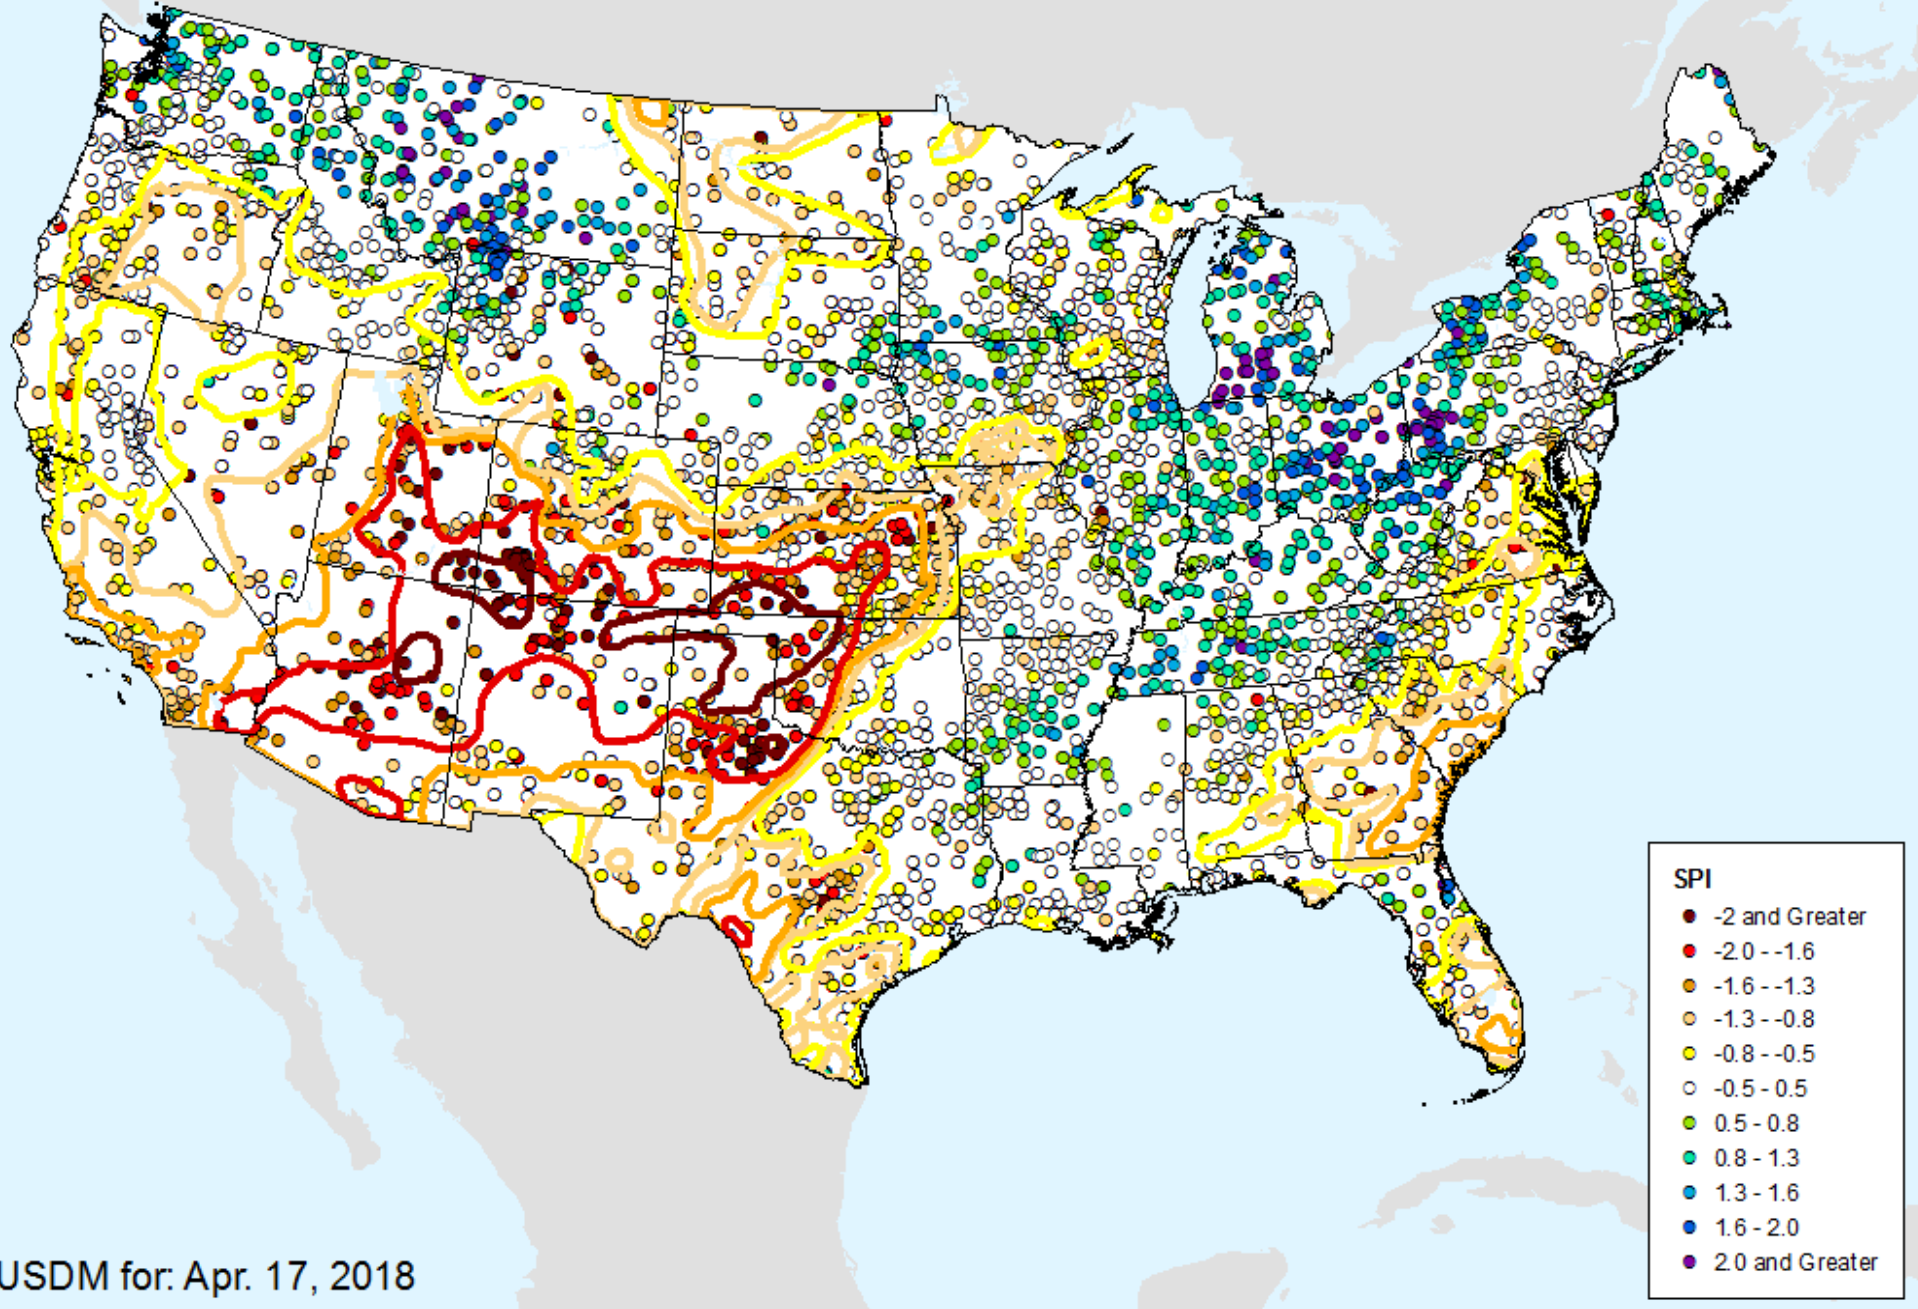 SPI
-2 and Greater
-2.0 - -1.6
-1.6 - -1.3
-1.3 - -0.8
-0.8 - -0.5
-0.5 - 0.5
0.5 - 0.8
0.8 - 1.3
1.3 - 1.6
1.6 - 2.0
2.0 and Greater
USDM for: Apr. 17, 2018